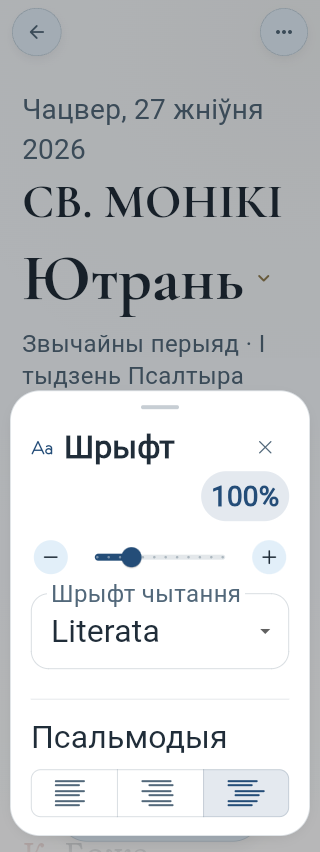 Чацвер, 27 жніўня
2026
СВ. МОНІКІ
Ютрань
Звычайны перыяд · I
тыдзень Псалтыра
Aa Шрыфт
100%
Шрыфт чытання
Literata
Псальмодыя